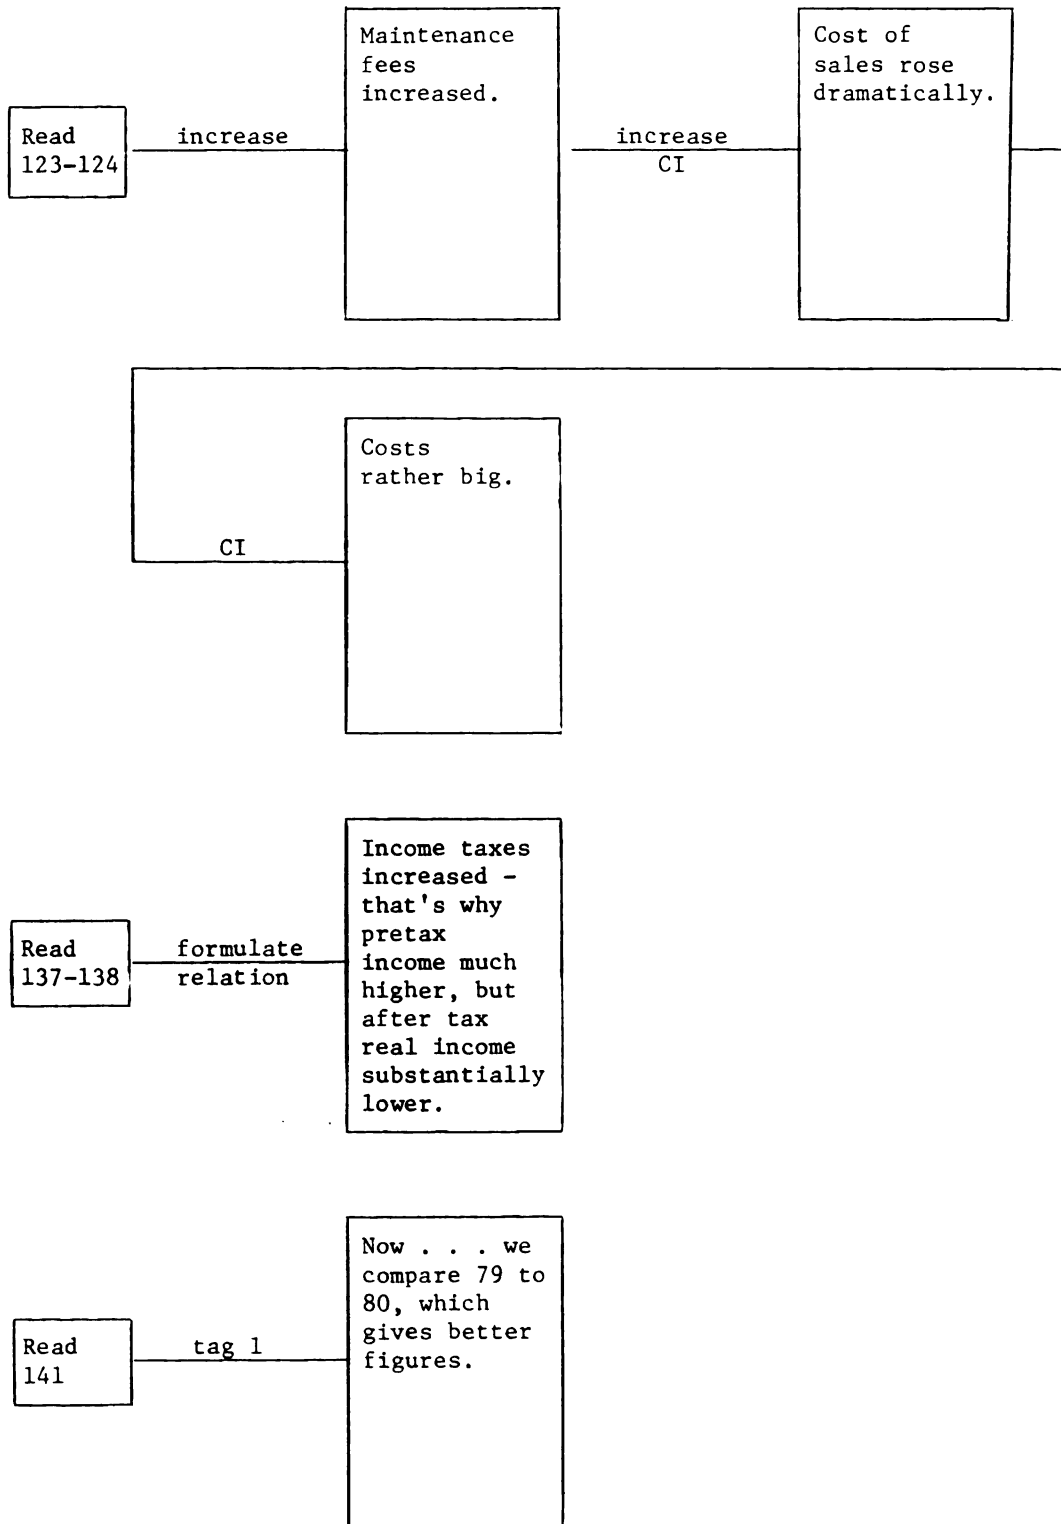 Read
123-124
increase
Maintenance
fees
increased.
increase
CI
Cost of
sales rose
dramatically.
CI
Costs
rather big.
Read
137-138
formulate
relation
Income taxes
increased -
that's why
pretax
income much
higher, but
after tax
real income
substantially
lower.
Read
141
tag 1
Now . . . we
compare 79 to
80, which
gives better
figures.